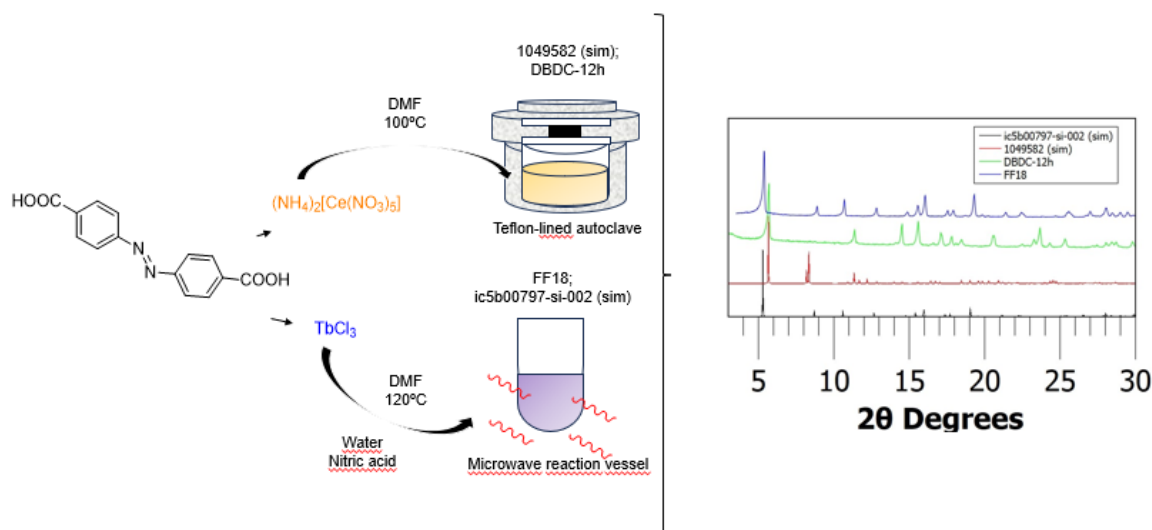 HOOC
N
N
COOH
(NH4)2[Ce(NO3)6]
DMF
100ºC
1049582 (sim);
DBDC-12h
Teflon-lined autoclave
TbCl3
DMF
120ºC
Water
Nitric acid
FF18;
ic5b00797-si-002 (sim)
Microwave reaction vessel
ic5b00797-si-002 (sim)
1049582 (sim)
DBDC-12h
FF18
5 10 15 20 25 30
2θ Degrees